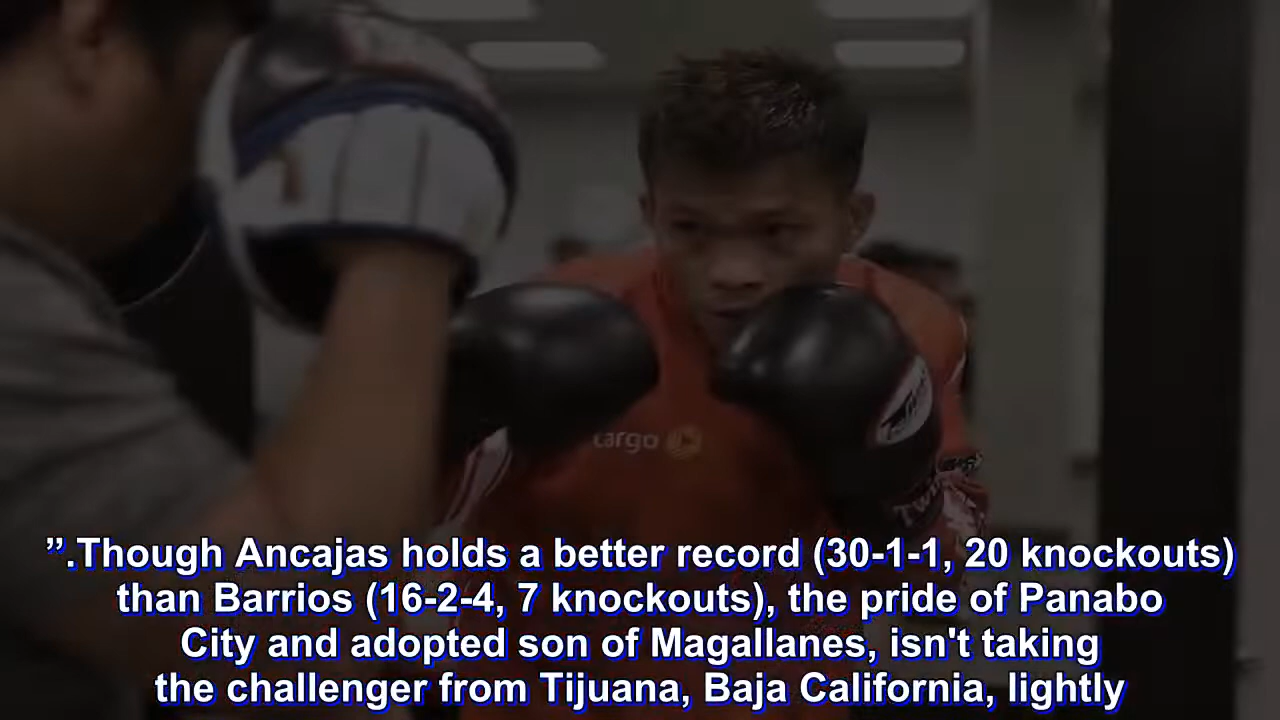 cargo
”.Though Ancajas holds a better record (30-1-1, 20 knockouts)
than Barrios (16-2-4, 7 knockouts), the pride of Panabo
City and adopted son of Magallanes, isn't taking
the challenger from Tijuana, Baja California, lightly